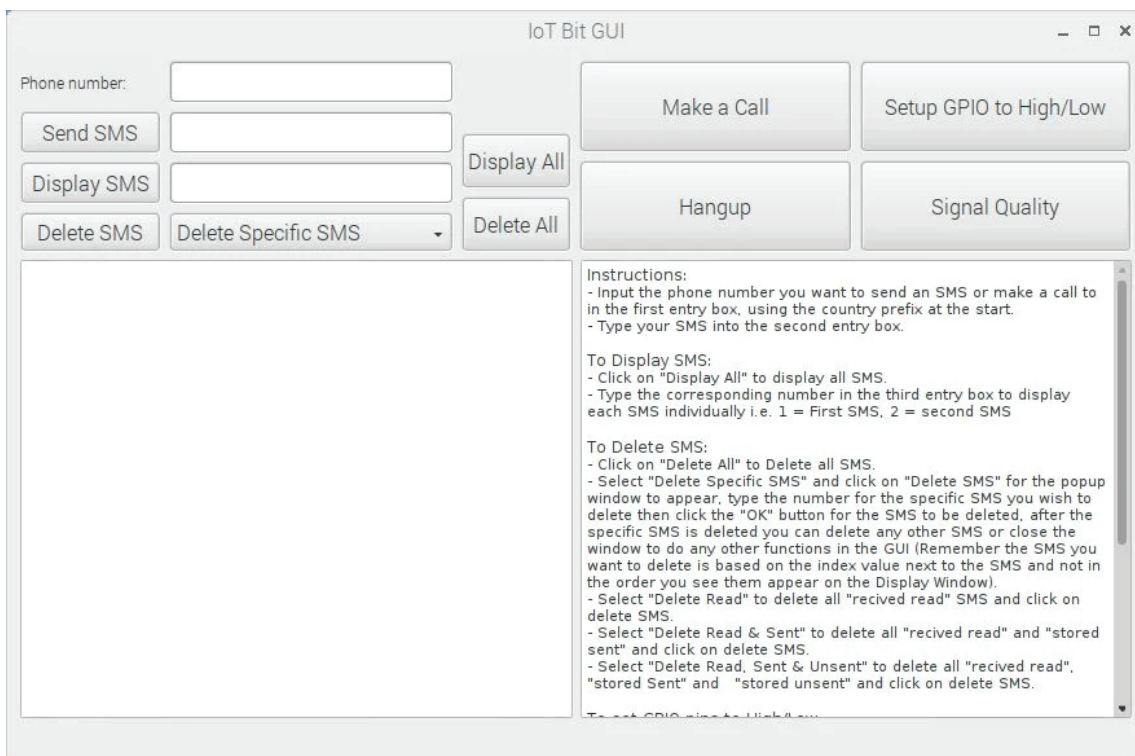 IoT Bit GUI
Phone number:
Send SMS
Display SMS
Delete SMS
Delete Specific SMS
Display All
Delete All
Make a Call
Setup GPIO to High/Low
Hangup
Signal Quality
Instructions:
- Input the phone number you want to send an SMS or make a call to
in the first entry box, using the country prefix at the start.
- Type your SMS into the second entry box.
To Display SMS:
- Click on "Display All" to display all SMS.
- Type the corresponding number in the third entry box to display
each SMS individually i.e. 1 = First SMS, 2 = second SMS
To Delete SMS:
- Click on "Delete All" to Delete all SMS.
- Select "Delete Specific SMS" and click on "Delete SMS" for the popup
window to appear, type the number for the specific SMS you wish to
delete then click the "OK" button for the SMS to be deleted, after the
specific SMS is deleted you can delete any other SMS or close the
window to do any other functions in the GUI (Remember the SMS you
want to delete is based on the index value next to the SMS and not in
the order you see them appear on the Display Window).
- Select "Delete Read" to delete all "recived read" SMS and click on
delete SMS.
- Select "Delete Read & Sent" to delete all "recived read" and "stored
sent" and click on delete SMS.
- Select "Delete Read, Sent & Unsent" to delete all "recived read",
"stored Sent" and "stored unsent" and click on delete SMS.
To set GPIO pins to High/Low